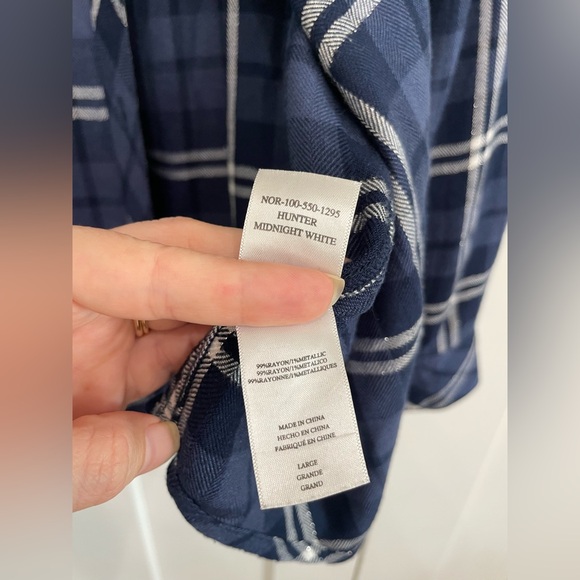 NOR-100-550-1295
HUNTER
MIDNIGHT WHITE
99%RAYON/1%METALLIC
99%RAYON/1%METALICO
99%RAYONNE/1%METALLIQUES
MADE IN CHINA
HECHO EN CHINA
FABRIQUÉ EN CHINE
LARGE
GRANDE
GRAND